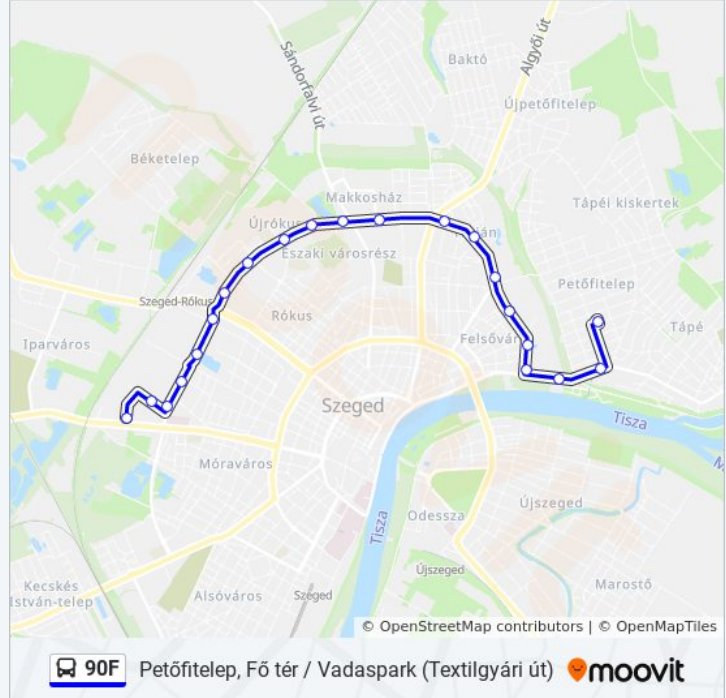 Baktó
Algyői út
Sándorfalvi út
Újpetőfitelep
Béketelep
Makkosház
Tápéi kiskertek
Újrókus
Északi városrész
Petőfitelep
Szeged-Rókus
Rókus
Tápé
Iparváros
Felsőváros
Szeged
Tisza
Móraváros
Újszeged
Odessza
Tisza
Újszeged
Kecskés
István-telep
Alsóváros
Szeged
Marostő
© OpenStreetMap contributors | © OpenMapTiles
90F Petőfitelep, Fő tér / Vadaspark (Textilgyári út) moovit